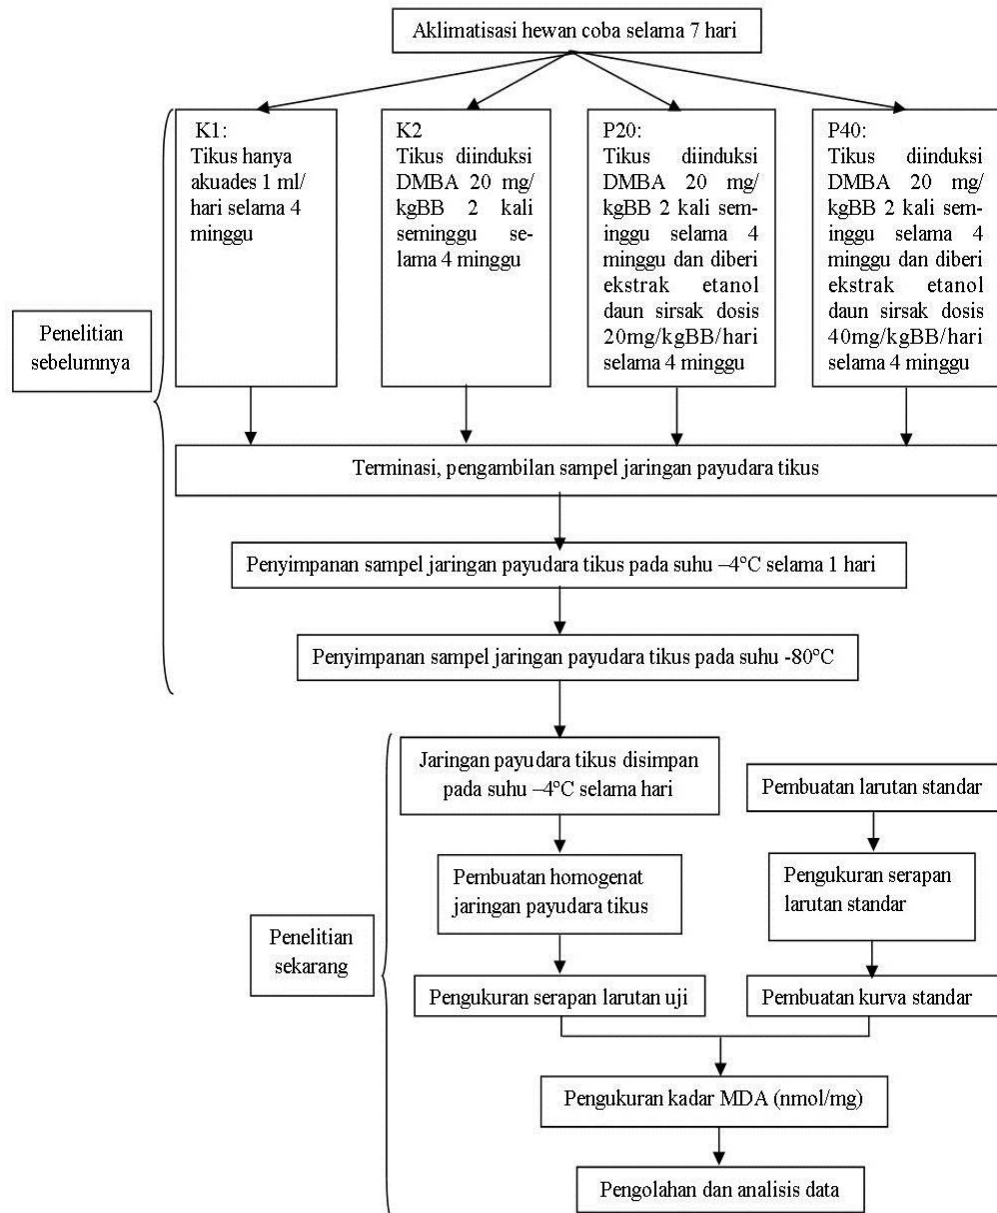 Aklimatisasi hewan coba selama 7 hari
K1:
Tikus hanya
akuades 1 ml/
hari selama 4
minggu
K2
Tikus diinduksi
DMBA 20 mg/
kgBB 2 kali
seminggu se-
lama 4 minggu
P20:
Tikus diinduksi
DMBA 20 mg/
kgBB 2 kali sem-
inggu selama 4
minggu dan diberi
ekstrak etanol
daun sirsak dosis
20mg/kgBB/hari
selama 4 minggu
P40:
Tikus diinduksi
DMBA 20 mg/
kgBB 2 kali sem-
inggu selama 4
minggu dan diberi
ekstrak etanol
daun sirsak dosis
40mg/kgBB/hari
selama 4 minggu
Penelitian
sebelumnya
Terminasi, pengambilan sampel jaringan payudara tikus
Penyimpanan sampel jaringan payudara tikus pada suhu –4°C selama 1 hari
Penyimpanan sampel jaringan payudara tikus pada suhu -80°C
Jaringan payudara tikus disimpan
pada suhu –4°C selama hari
Pembuatan larutan standar
Pembuatan homogenat
jaringan payudara tikus
Pengukuran serapan
larutan standar
Penelitian
sekarang
Pengukuran serapan larutan uji
Pembuatan kurva standar
Pengukuran kadar MDA (nmol/mg)
Pengolahan dan analisis data